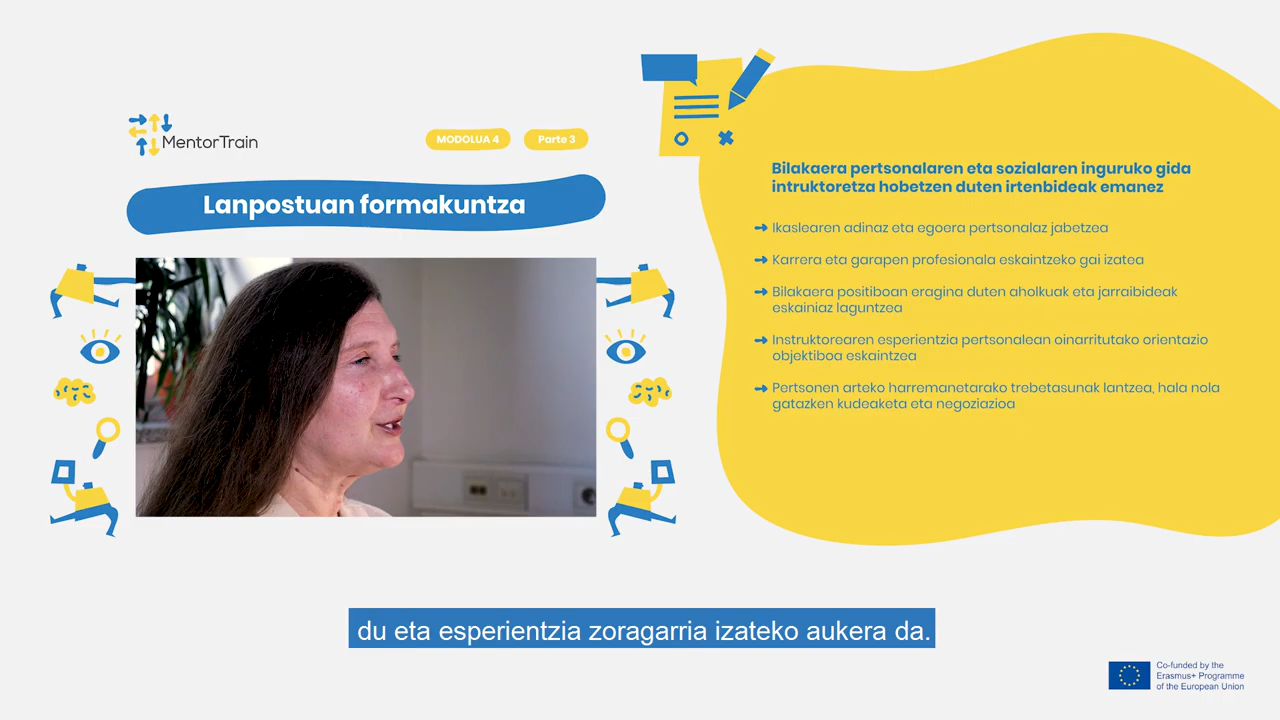 MentorTrain
MODOLUA 4
Parte 3
Lanpostuan formakuntza
Bilakaera pertsonalaren eta sozialaren inguruko gida
intruktoretza hobetzen duten irtenbideak emanez
Ikaslearen adinaz eta egoera pertsonalaz jabetzea
Karrera eta garapen profesionala eskaintzeko gai izatea
Bilakaera positiboan eragina duten aholkuak eta jarraibideak
eskainiaz laguntzea
Instruktorearen esperientzia pertsonalean oinarritutako orientazio
objektiboa eskaintzea
Pertsonen arteko harremanetarako trebetasunak lantzea, hala nola
gatazken kudeaketa eta negoziazioa
du eta esperientzia zoragarria izateko aukera da.
Co-funded by the
Erasmus+ Programme
of the European Union